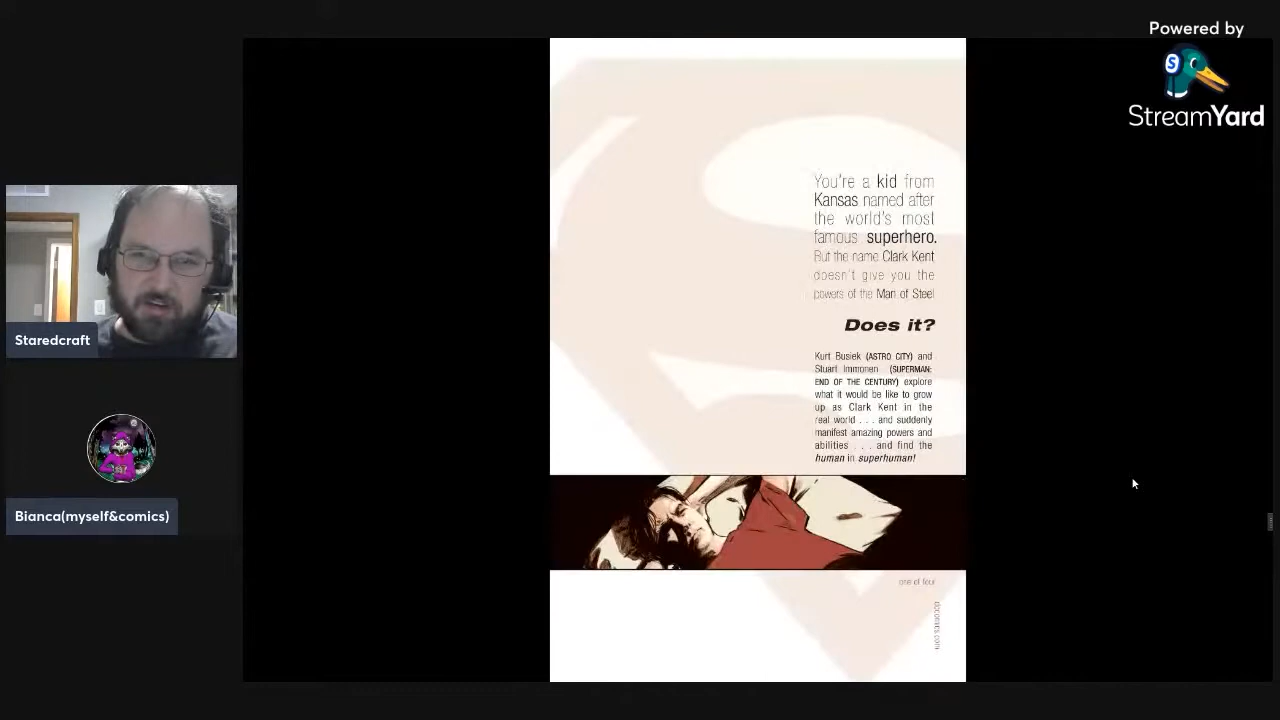 Powered by
S
StreamYard
Staredcraft
Bianca(myself&comics)
You're a kid from
Kansas named after
the world's most
famous superhero.
But the name Clark Kent
doesn't give you the
powers of the Man of Steel
Does it?
Kurt Busiek (ASTRO CITY) and
Stuart Immonen (SUPERMAN:
END OF THE CENTURY) explore
what it would be like to grow
up as Clark Kent in the
real world . . . and suddenly
manifest amazing powers and
abilities . . . and find the
human in superhuman!
one of four
dccomics.com